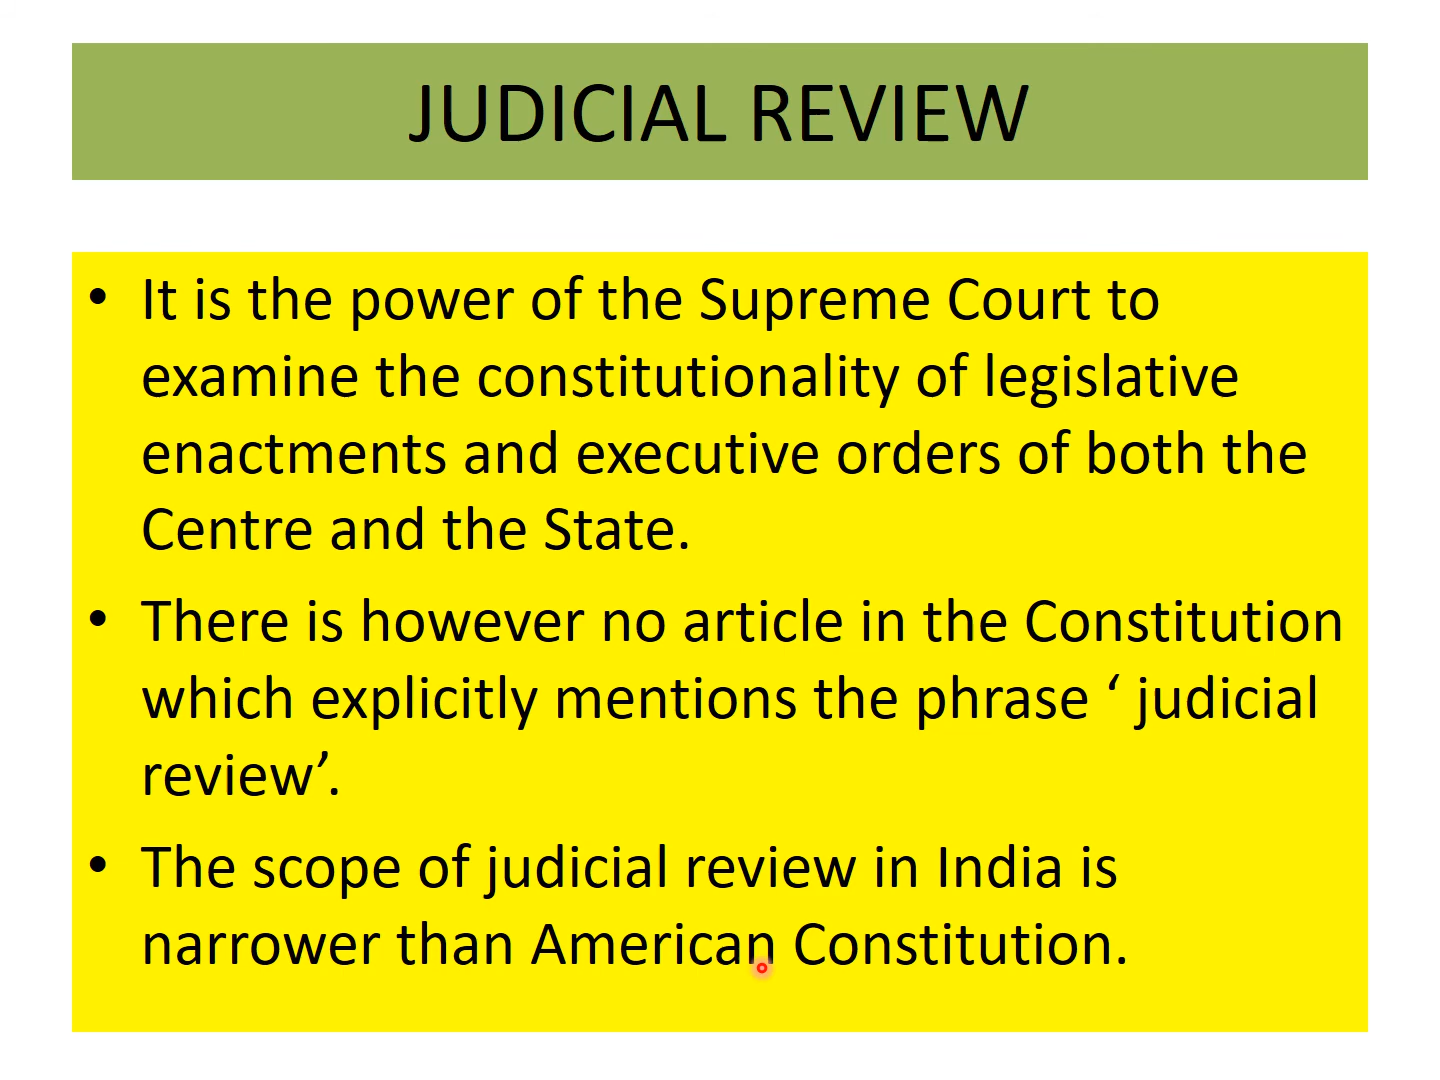 JUDICIAL REVIEW
• It is the power of the Supreme Court to
examine the constitutionality of legislative
enactments and executive orders of both the
Centre and the State.
• There is however no article in the Constitution
which explicitly mentions the phrase ‘ judicial
review’.
• The scope of judicial review in India is
narrower than American Constitution.